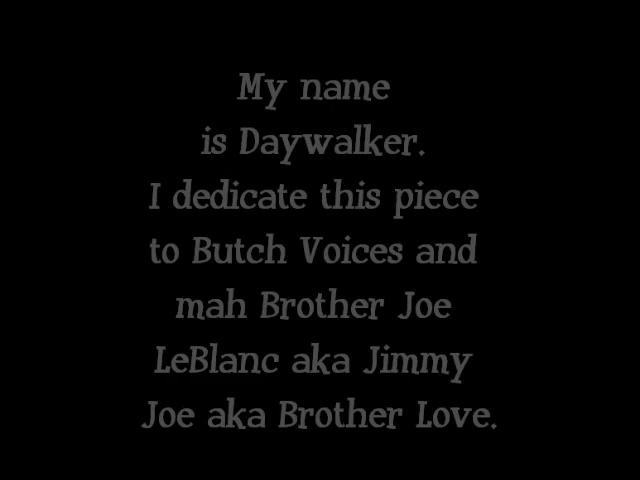 My name
is Daywalker.
I dedicate this piece
to Butch Voices and
mah Brother Joe
LeBlanc aka Jimmy
Joe aka Brother Love.